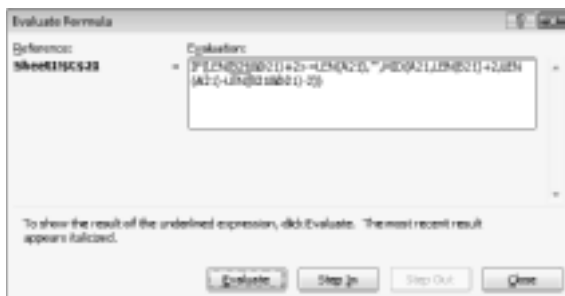 Evaluate Formula
Reference:
Evaluation:
Sheet1!$C$21
=
IF(LEN(B21&D21)+2>=LEN(A21),"",MID(A21,LEN(B21)+2,LEN
(A21)-LEN(B21&D21)-2))
To show the result of the underlined expression, click Evaluate. The most recent result
appears italicized.
Evaluate
Step In
Step Out
Close